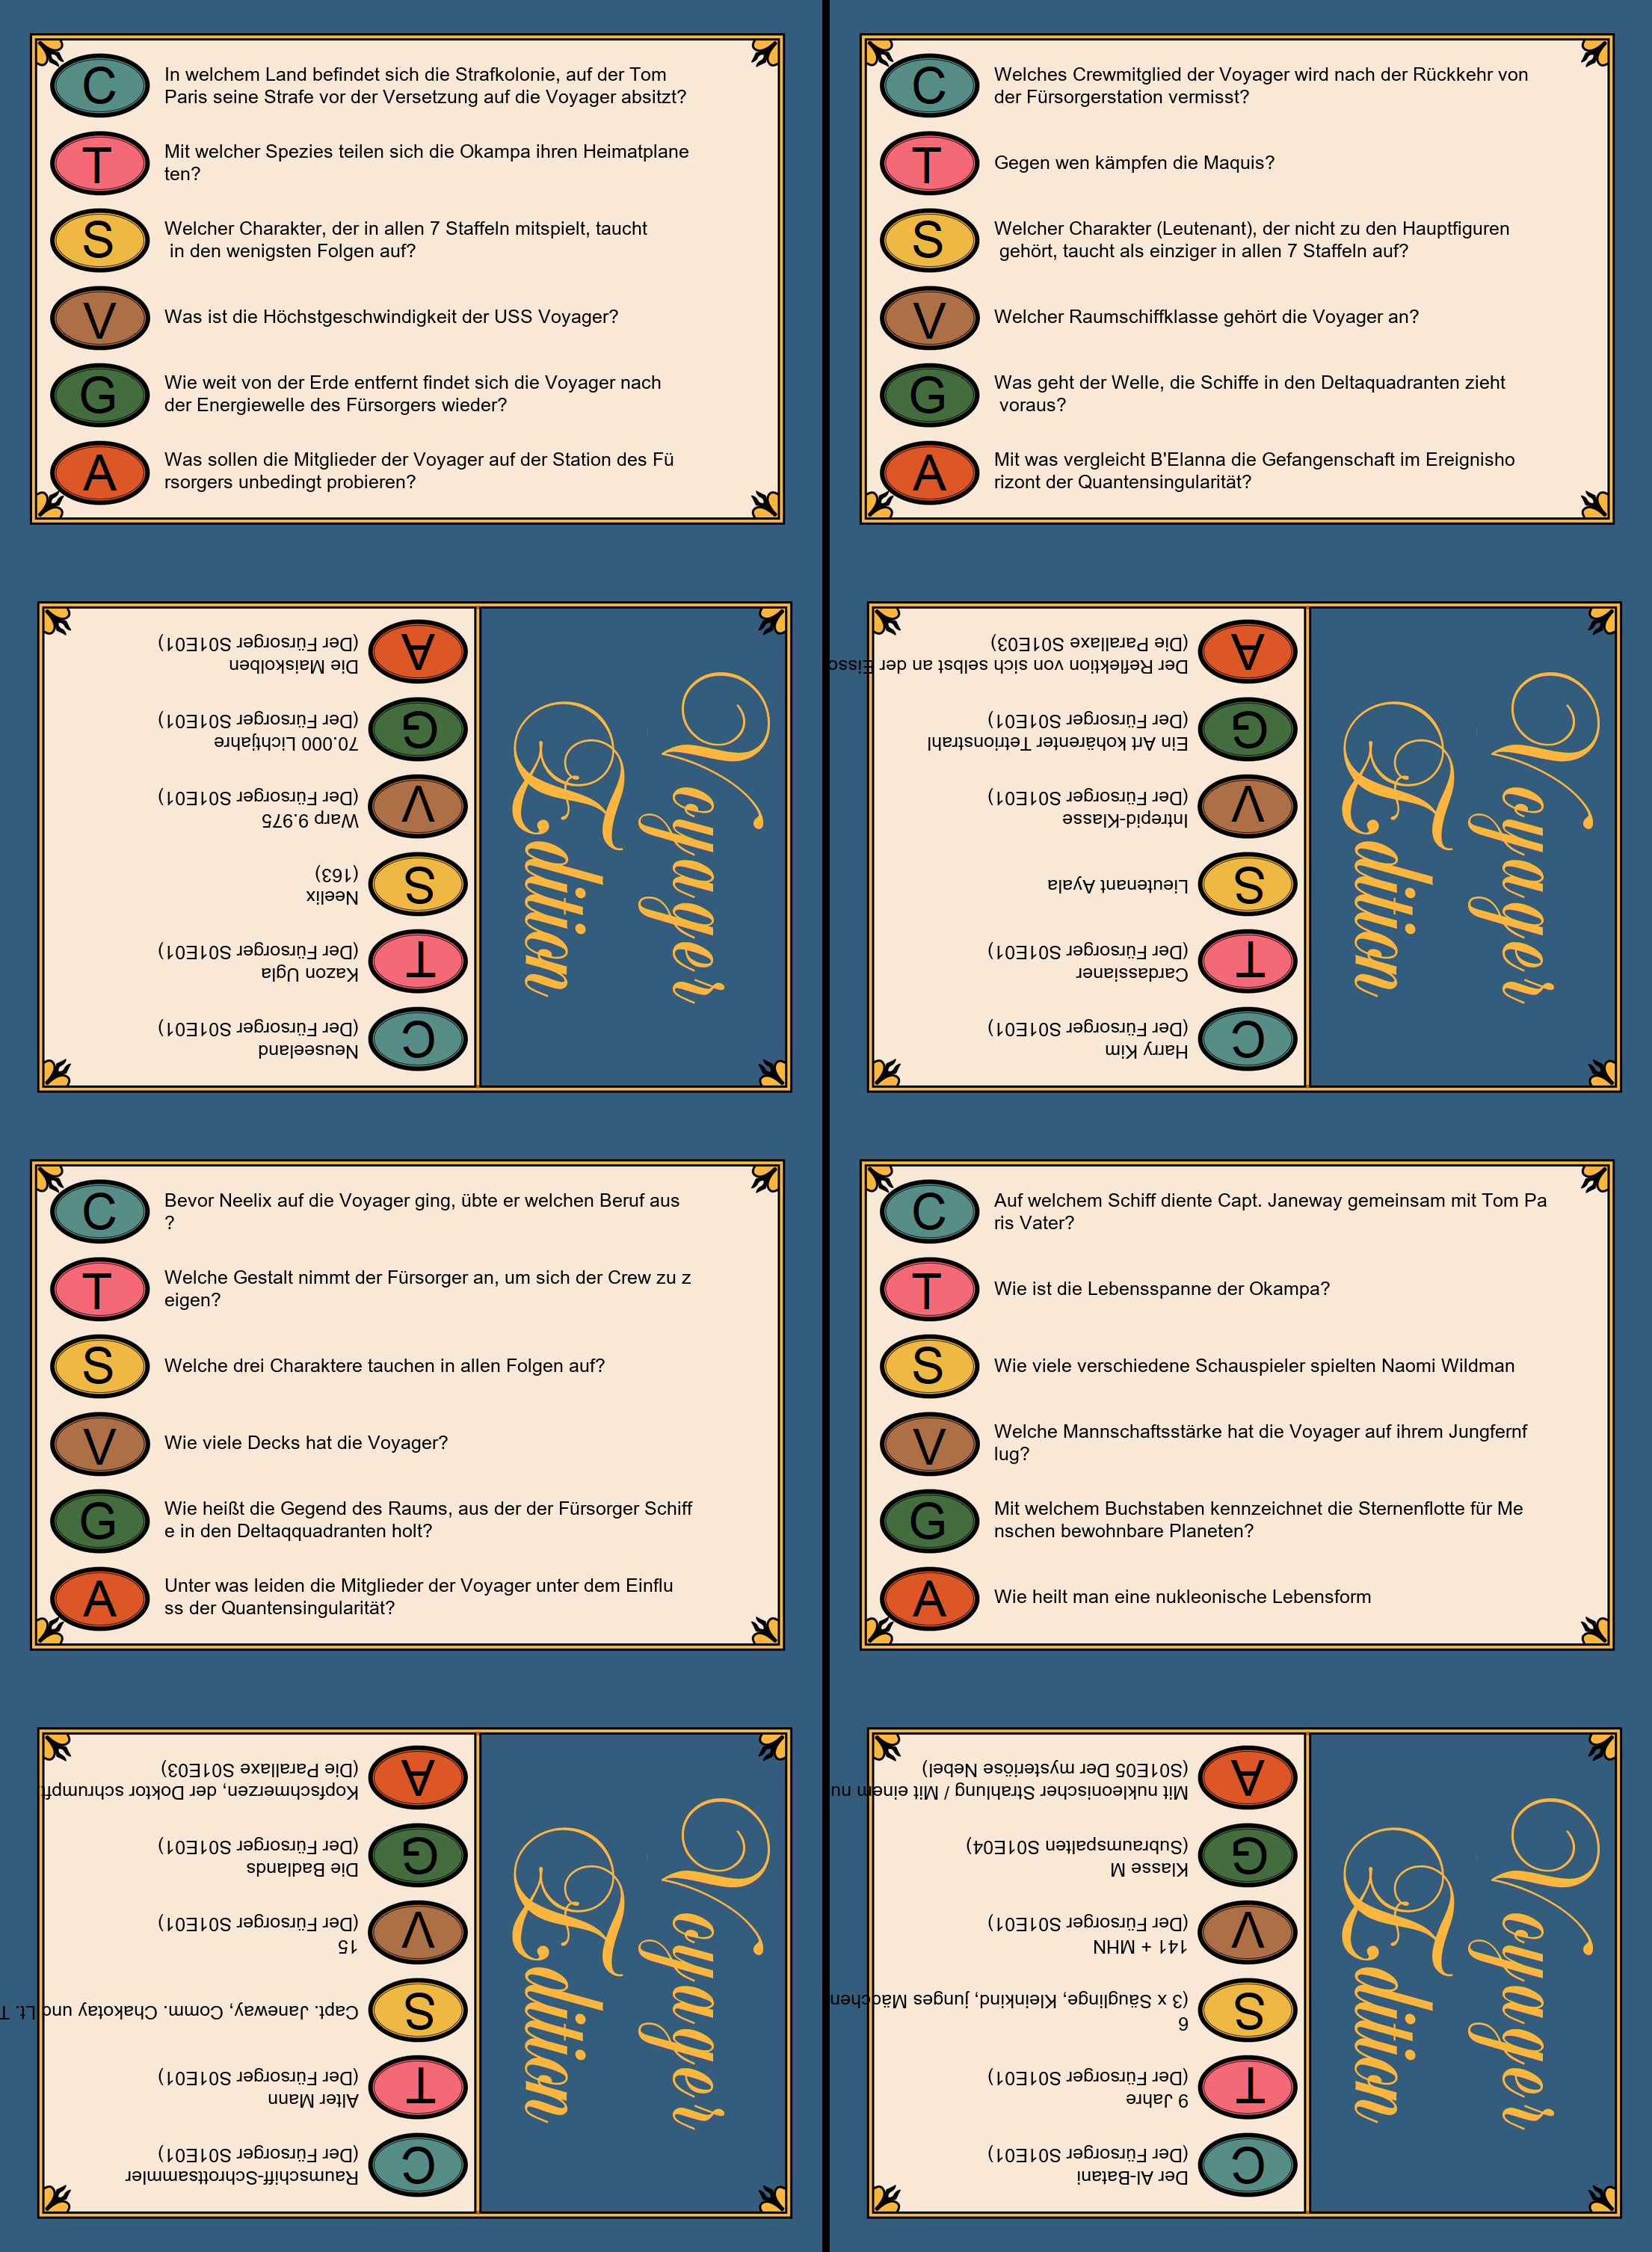 C
In welchem Land befindet sich die Strafkolonie, auf der Tom
Paris seine Strafe vor der Versetzung auf die Voyager absitzt?
T
Mit welcher Spezies teilen sich die Okampa ihren Heimatplane
ten?
S
Welcher Charakter, der in allen 7 Staffeln mitspielt, taucht
in den wenigsten Folgen auf?
V
Was ist die Höchstgeschwindigkeit der USS Voyager?
G
Wie weit von der Erde entfernt findet sich die Voyager nach
der Energiewelle des Fürsorgers wieder?
A
Was sollen die Mitglieder der Voyager auf der Station des Fü
rsorgers unbedingt probieren?
C
Welches Crewmitglied der Voyager wird nach der Rückkehr von
der Fürsorgerstation vermisst?
T
Gegen wen kämpfen die Maquis?
S
Welcher Charakter (Leutenant), der nicht zu den Hauptfiguren
gehört, taucht als einziger in allen 7 Staffeln auf?
V
Welcher Raumschiffklasse gehört die Voyager an?
G
Was geht der Welle, die Schiffe in den Deltaquadranten zieht
voraus?
A
Mit was vergleicht B'Elanna die Gefangenschaft im Ereignisho
rizont der Quantensingularität?
Voyager
Edition
C
Neuseeland
(Der Fürsorger S01E01)
T
Kazon Ugla
(Der Fürsorger S01E01)
S
Neelix
(163)
V
Warp 9.975
(Der Fürsorger S01E01)
G
70.000 Lichtjahre
(Der Fürsorger S01E01)
A
Die Maiskolben
(Der Fürsorger S01E01)
Voyager
Edition
C
Harry Kim
(Der Fürsorger S01E01)
T
Cardassianer
(Der Fürsorger S01E01)
S
Lieutenant Ayala
V
Intrepid-Klasse
(Der Fürsorger S01E01)
G
Ein Art kohärenter Tetrionstrahl
(Der Fürsorger S01E01)
A
Der Reflektion von sich selbst an der
(Die Parallaxe S01E03)
C
Bevor Neelix auf die Voyager ging, übte er welchen Beruf aus
?
T
Welche Gestalt nimmt der Fürsorger an, um sich der Crew zu z
eigen?
S
Welche drei Charaktere tauchen in allen Folgen auf?
V
Wie viele Decks hat die Voyager?
G
Wie heißt die Gegend des Raums, aus der der Fürsorger Schiff
e in den Deltaqquadranten holt?
A
Unter was leiden die Mitglieder der Voyager unter dem Einflu
ss der Quantensingularität?
C
Auf welchem Schiff diente Capt. Janeway gemeinsam mit Tom Pa
ris Vater?
T
Wie ist die Lebensspanne der Okampa?
S
Wie viele verschiedene Schauspieler spielten Naomi Wildman
V
Welche Mannschaftsstärke hat die Voyager auf ihrem Jungfernf
lug?
G
Mit welchem Buchstaben kennzeichnet die Sternenflotte für Me
nschen bewohnbare Planeten?
A
Wie heilt man eine nukleonische Lebensform
Voyager
Edition
C
Raumschiff-Schrottsammler
(Der Fürsorger S01E01)
T
Alter Mann
(Der Fürsorger S01E01)
S
Capt. Janeway, Comm. Chakotay und Lt. T
V
15
(Der Fürsorger S01E01)
G
Die Badlands
(Der Fürsorger S01E01)
A
Kopfschmerzen, der Doktor schrumpft
(Die Parallaxe S01E03)
Voyager
Edition
C
Der Al-Batani
(Der Fürsorger S01E01)
T
9 Jahre
(Der Fürsorger S01E01)
S
6
(3 x Säuglinge, Kleinkind, junges Mädchen
V
141 + MHN
(Der Fürsorger S01E01)
G
Klasse M
(Subraumspalten S01E04)
A
Mit nukleonischer Strahlung / Mit einem nu
(S01E05 Der mysteriöse Nebel)